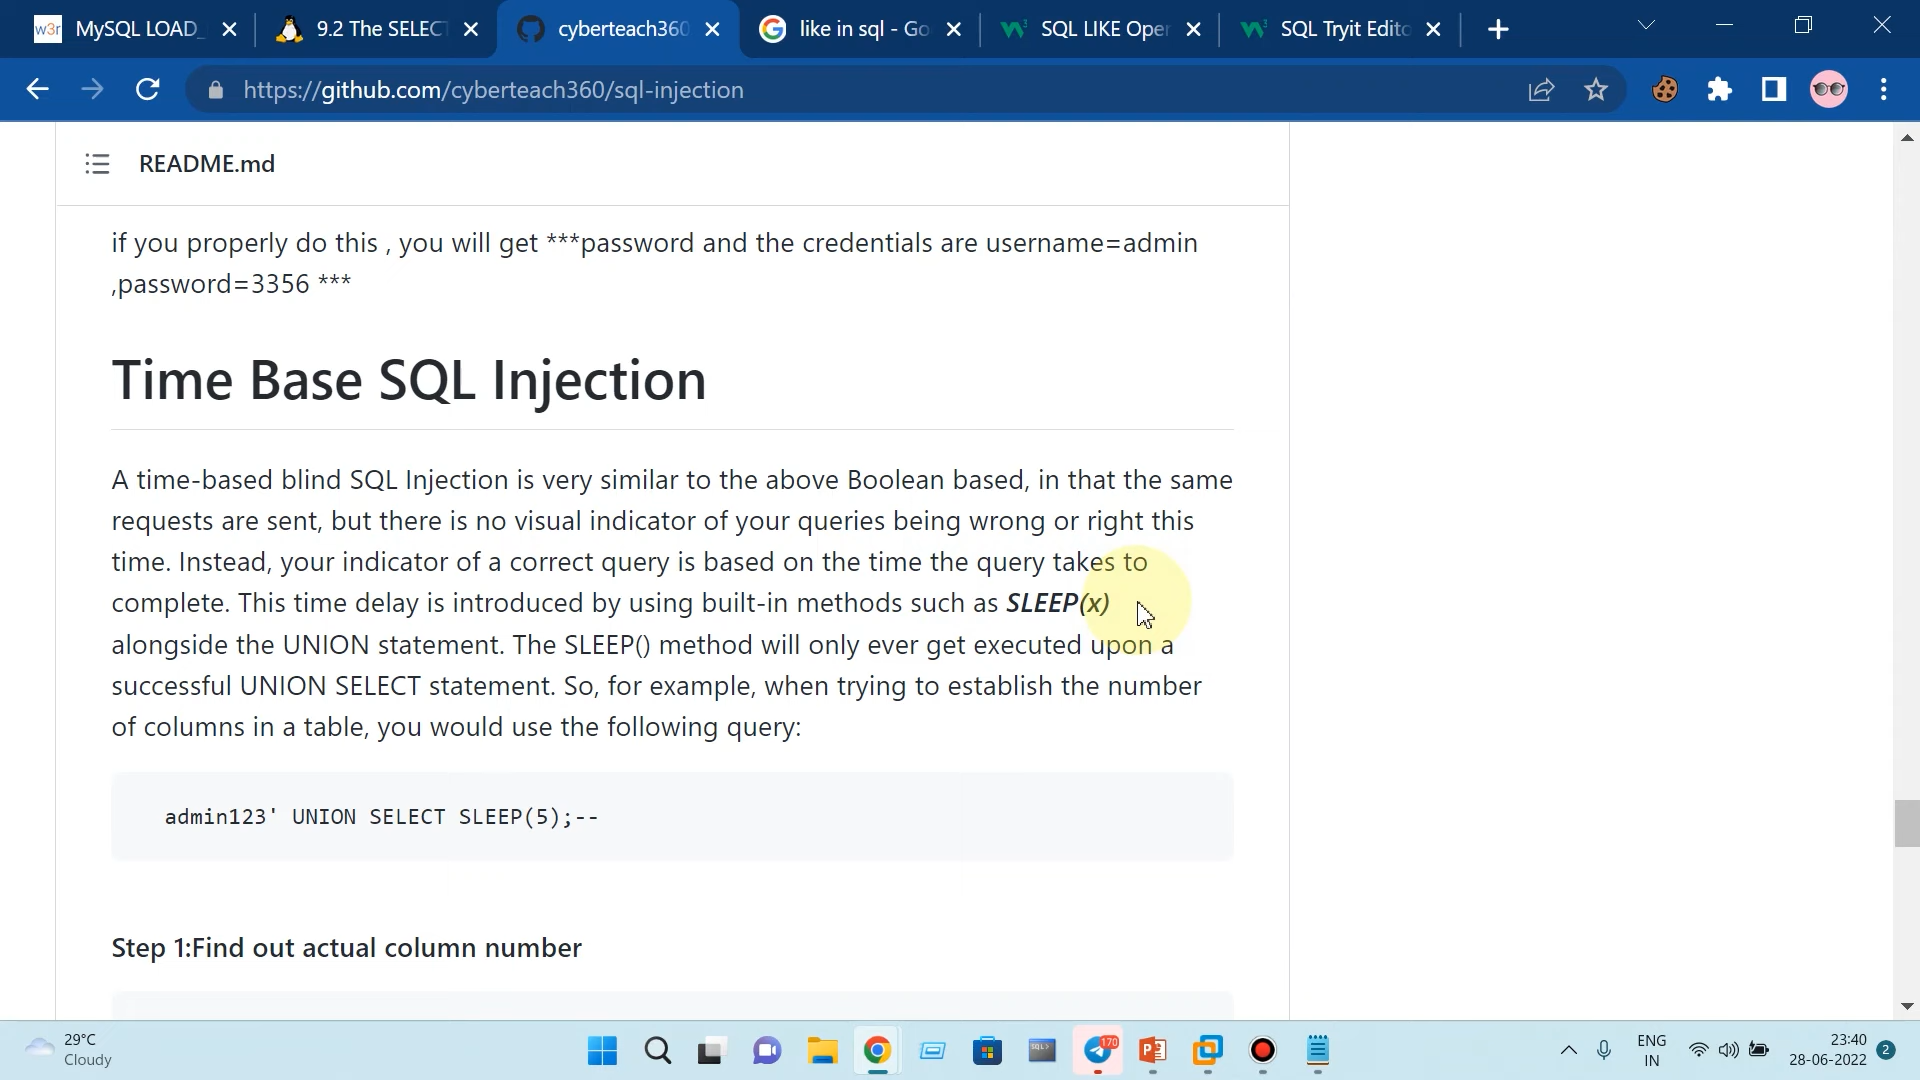 MySQL LOAD_
9.2 The SELECT
cyberteach360
like in sql - Go
SQL LIKE Oper
SQL Tryit Edito
https://github.com/cyberteach360/sql-injection
README.md
if you properly do this , you will get ***password and the credentials are username=admin
,password=3356 ***
Time Base SQL Injection
A time-based blind SQL Injection is very similar to the above Boolean based, in that the same
requests are sent, but there is no visual indicator of your queries being wrong or right this
time. Instead, your indicator of a correct query is based on the time the query takes to
complete. This time delay is introduced by using built-in methods such as SLEEP(x)
alongside the UNION statement. The SLEEP() method will only ever get executed upon a
successful UNION SELECT statement. So, for example, when trying to establish the number
of columns in a table, you would use the following query:
admin123' UNION SELECT SLEEP(5);--
Step 1:Find out actual column number
29°C
Cloudy
170
ENG
IN
23:40
28-06-2022
2